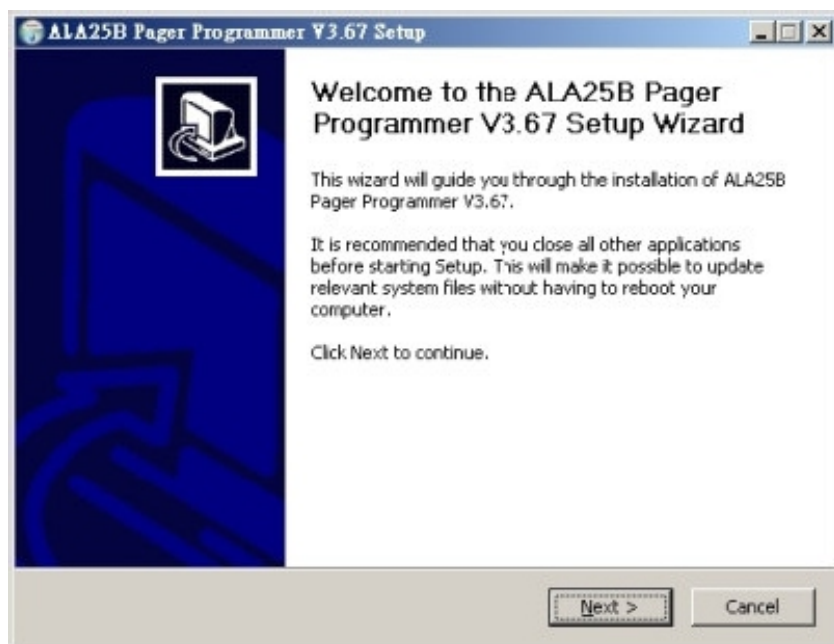 ALA25B Pager Programmer V3.67 Setup
Welcome to the ALA25B Pager
Programmer V3.67 Setup Wizard
This wizard will guide you through the installation of ALA25B
Pager Programmer V3.67.
It is recommended that you close all other applications
before starting Setup. This will make it possible to update
relevant system files without having to reboot your
computer.
Click Next to continue.
Next >
Cancel